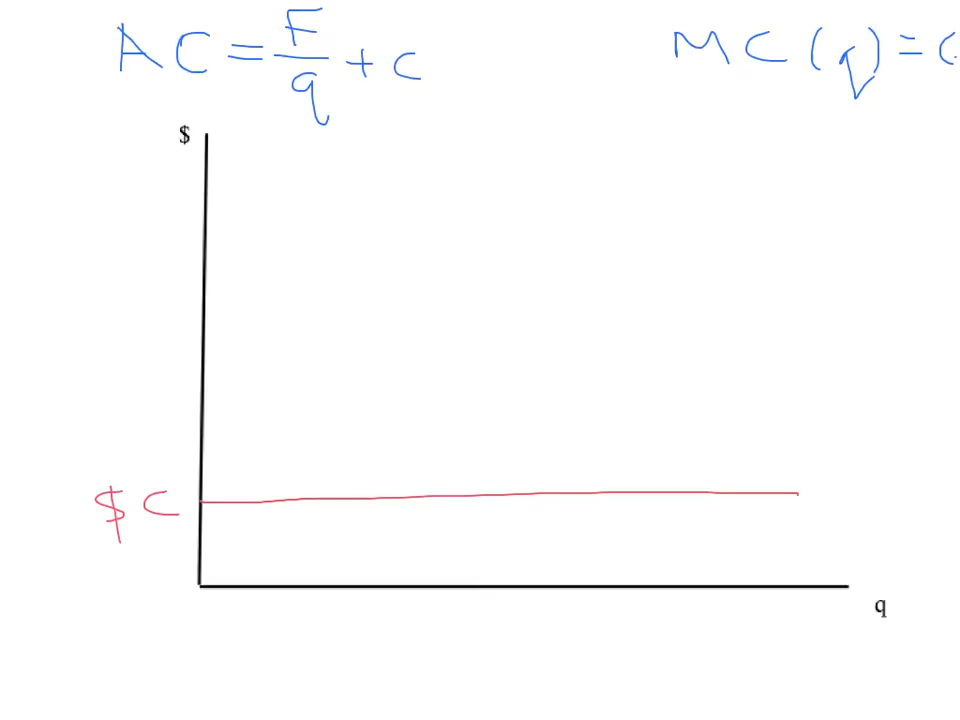 AC = F/q + c
MC(q) = c
$
$ C
q